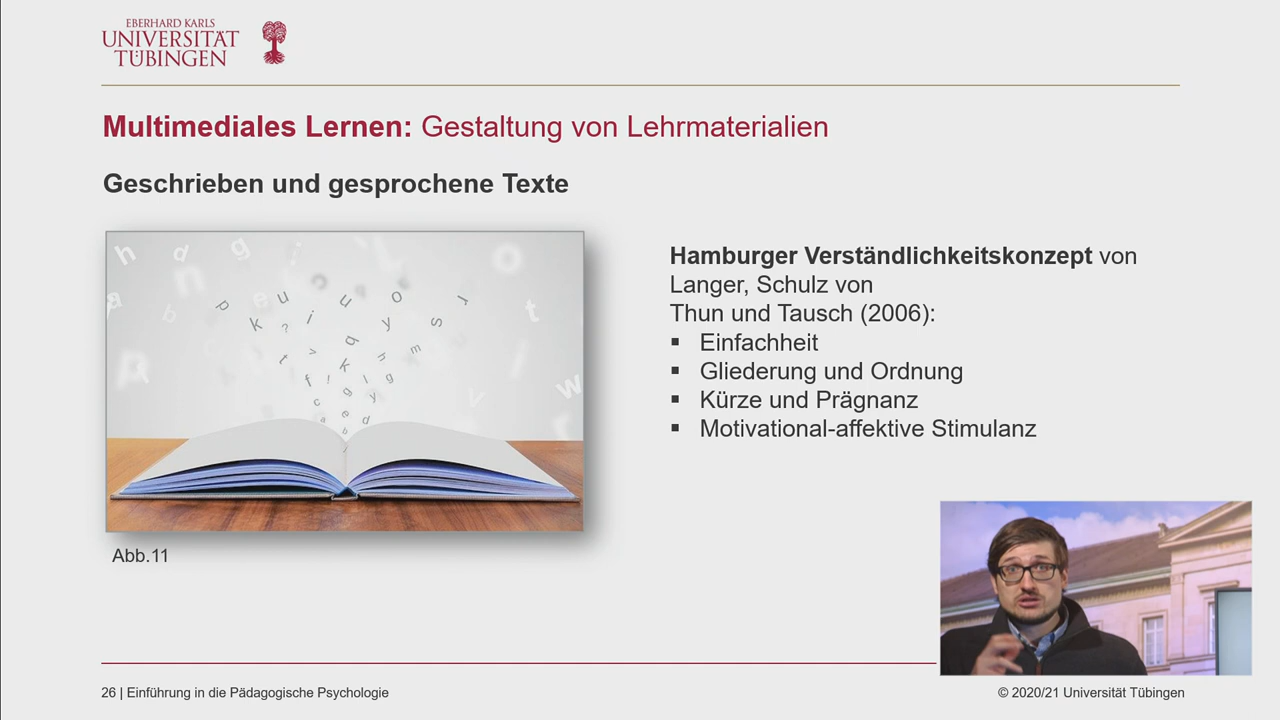 EBERHARD KARLS
UNIVERSITÄT
TÜBINGEN
Multimediales Lernen: Gestaltung von Lehrmaterialien
Geschrieben und gesprochene Texte
Hamburger Verständlichkeitskonzept von
Langer, Schulz von
Thun und Tausch (2006):
▪ Einfachheit
▪ Gliederung und Ordnung
▪ Kürze und Prägnanz
▪ Motivational-affektive Stimulanz
Abb.11
26 | Einführung in die Pädagogische Psychologie
© 2020/21 Universität Tübingen